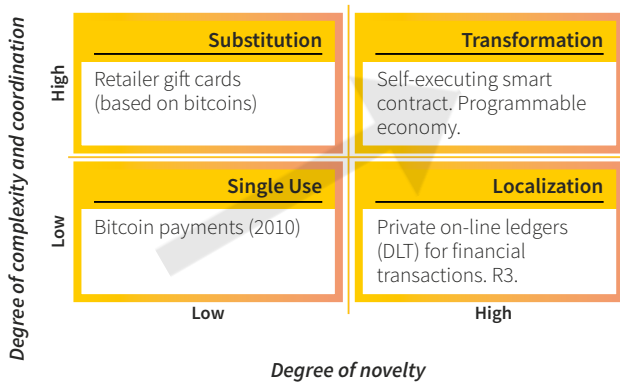 Degree of complexity and coordination
High
Substitution
Retailer gift cards
(based on bitcoins)
Transformation
Self-executing smart
contract. Programmable
economy.
Low
Single Use
Bitcoin payments (2010)
Localization
Private on-line ledgers
(DLT) for financial
transactions. R3.
Low
High
Degree of novelty